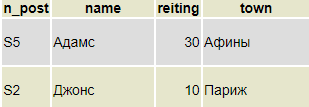 n_post name reiting town
S5 Адамс 30 Афины
S2 Джонс 10 Париж